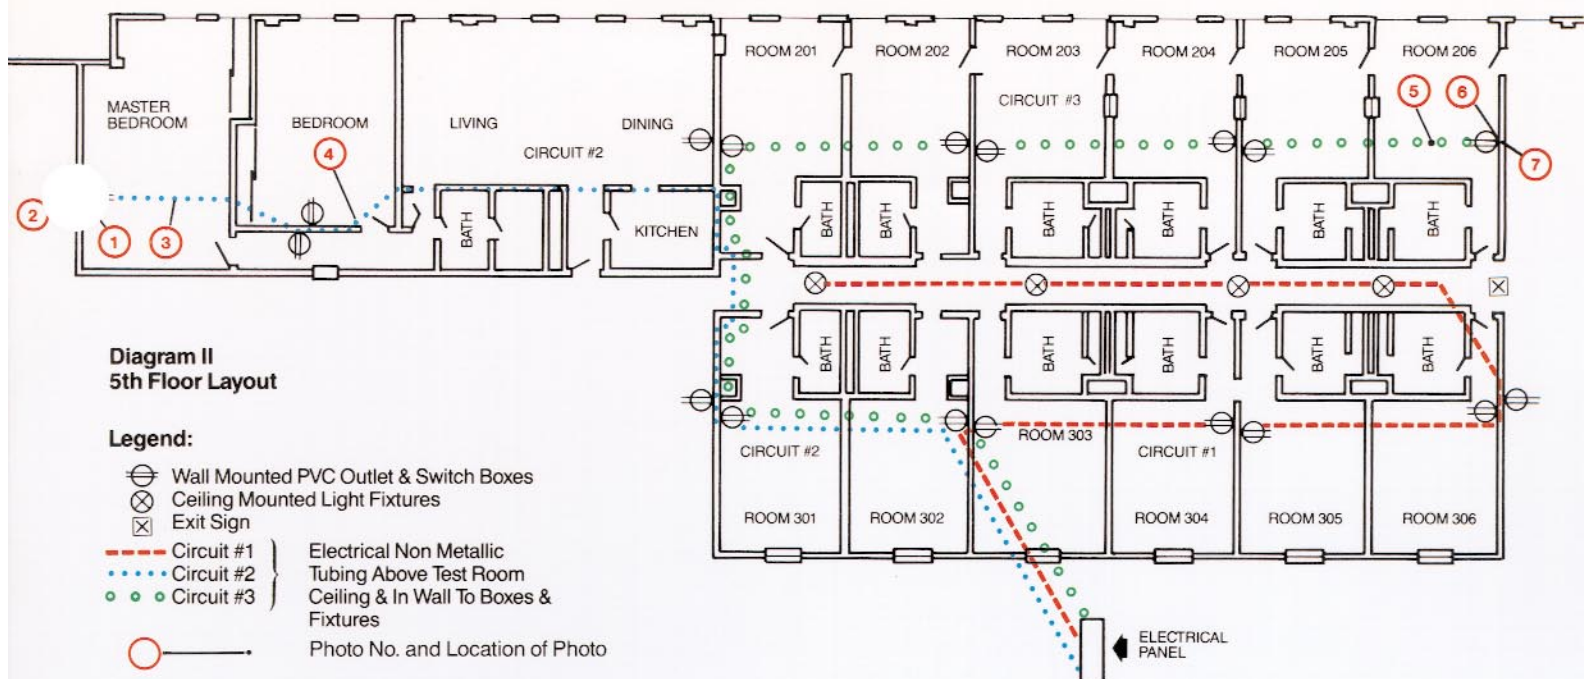 ROOM 201
ROOM 202
ROOM 203
ROOM 204
ROOM 205
ROOM 206
MASTER
BEDROOM
BEDROOM
LIVING
DINING
CIRCUIT #2
CIRCUIT #3
5
6
4
7
2
1
3
BATH
KITCHEN
BATH
BATH
BATH
BATH
BATH
BATH
BATH
BATH
BATH
BATH
BATH
BATH
Diagram II
5th Floor Layout
CIRCUIT #2
ROOM 303
CIRCUIT #1
ROOM 301
ROOM 302
ROOM 304
ROOM 305
ROOM 306
Legend:
Wall Mounted PVC Outlet & Switch Boxes
Ceiling Mounted Light Fixtures
Exit Sign
Circuit #1
Circuit #2
Circuit #3
Electrical Non Metallic
Tubing Above Test Room
Ceiling & In Wall To Boxes &
Fixtures
Photo No. and Location of Photo
ELECTRICAL
PANEL